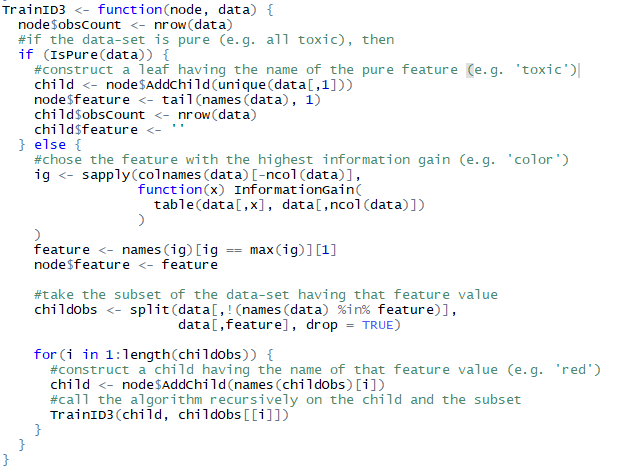 TrainID3 <- function(node, data) {
  node$obsCount <- nrow(data)
  #if the data-set is pure (e.g. all toxic), then
  if (IsPure(data)) {
    #construct a leaf having the name of the pure feature (e.g. 'toxic')
    child <- node$AddChild(unique(data[,1]))
    node$feature <- tail(names(data), 1)
    child$obsCount <- nrow(data)
    child$feature <- ''
  } else {
    #chose the feature with the highest information gain (e.g. 'color')
    ig <- sapply(colnames(data)[-ncol(data)],
                 function(x) InformationGain(
                   table(data[,x], data[,ncol(data)])
                 )
    )
    feature <- names(ig)[ig == max(ig)][1]
    node$feature <- feature

    #take the subset of the data-set having that feature value
    childObs <- split(data[,!(names(data) %in% feature)],
                      data[,feature], drop = TRUE)

    for(i in 1:length(childObs)) {
      #construct a child having the name of that feature value (e.g. 'red')
      child <- node$AddChild(names(childObs)[i])
      #call the algorithm recursively on the child and the subset
      TrainID3(child, childObs[[i]])
    }
  }
}